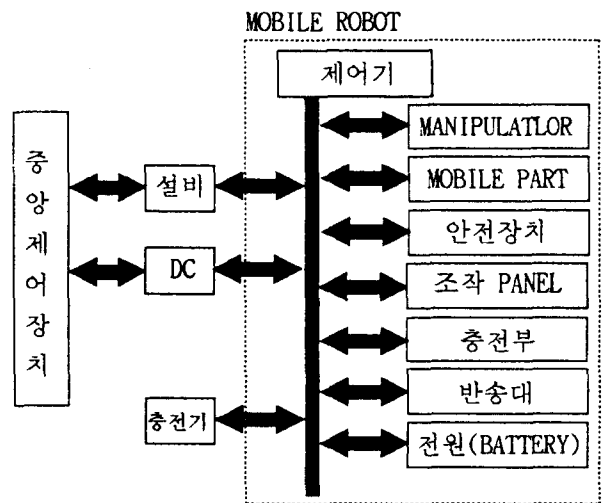 MOBILE ROBOT
제어기
중앙제어장치
설비
DC
충전기
MANIPULATLOR
MOBILE PART
안전장치
조작 PANEL
충전부
반송대
전원(BATTERY)